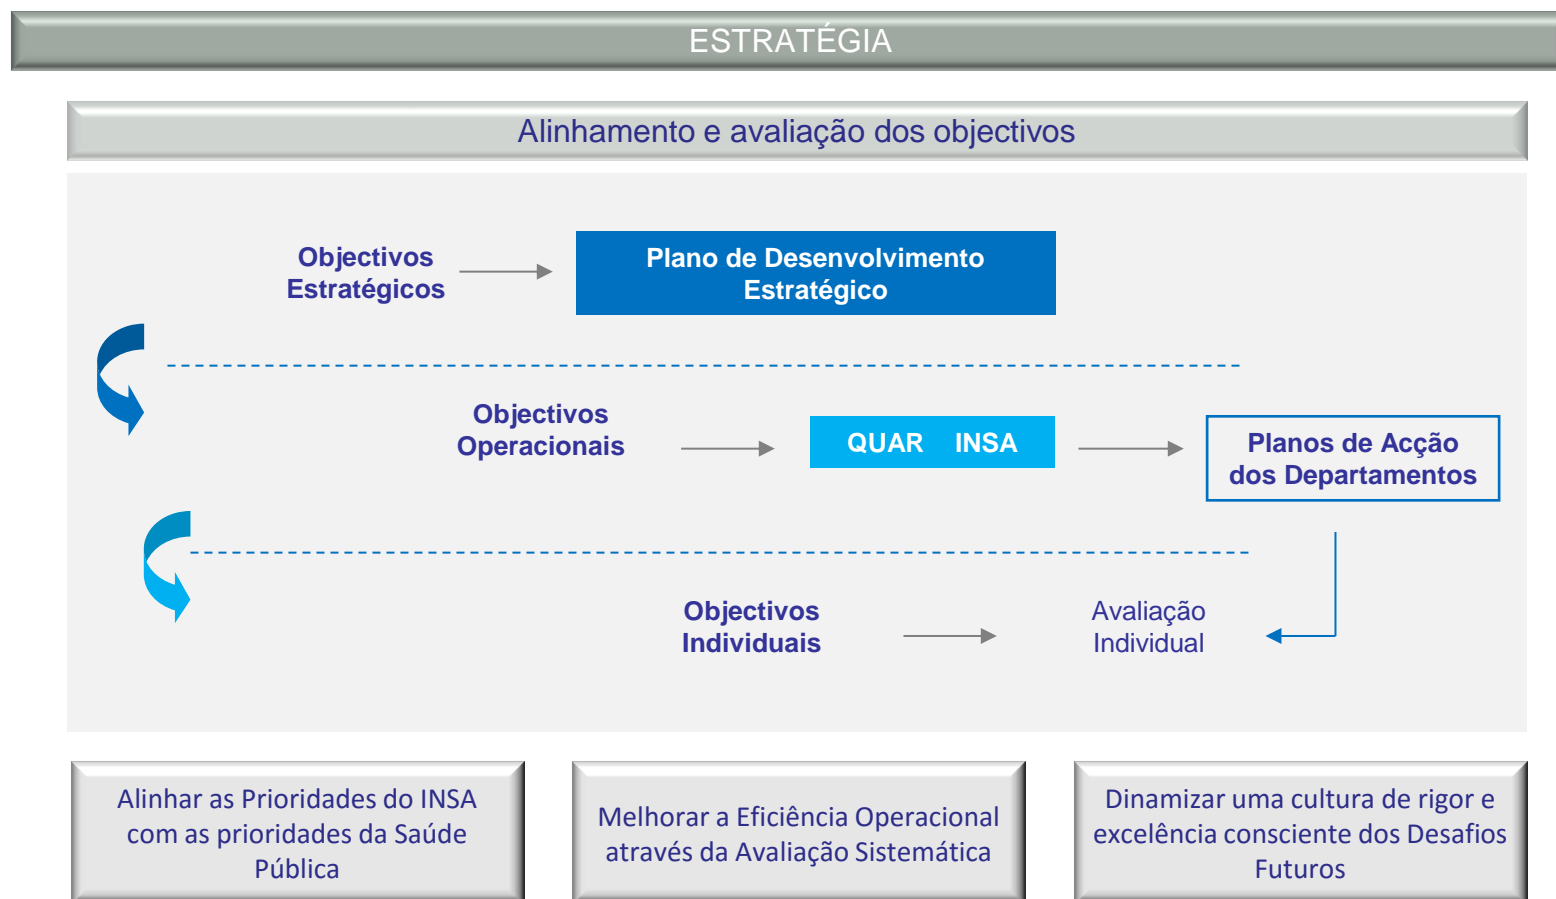 ESTRATÉGIA
Alinhamento e avaliação dos objectivos
Objectivos
Estratégicos
Plano de Desenvolvimento
Estratégico
Objectivos
Operacionais
QUAR INSA
Planos de Acção
dos Departamentos
Objectivos
Individuais
Avaliação
Individual
Alinhar as Prioridades do INSA
com as prioridades da Saúde
Pública
Melhorar a Eficiência Operacional
através da Avaliação Sistemática
Dinamizar uma cultura de rigor e
excelência consciente dos Desafios
Futuros